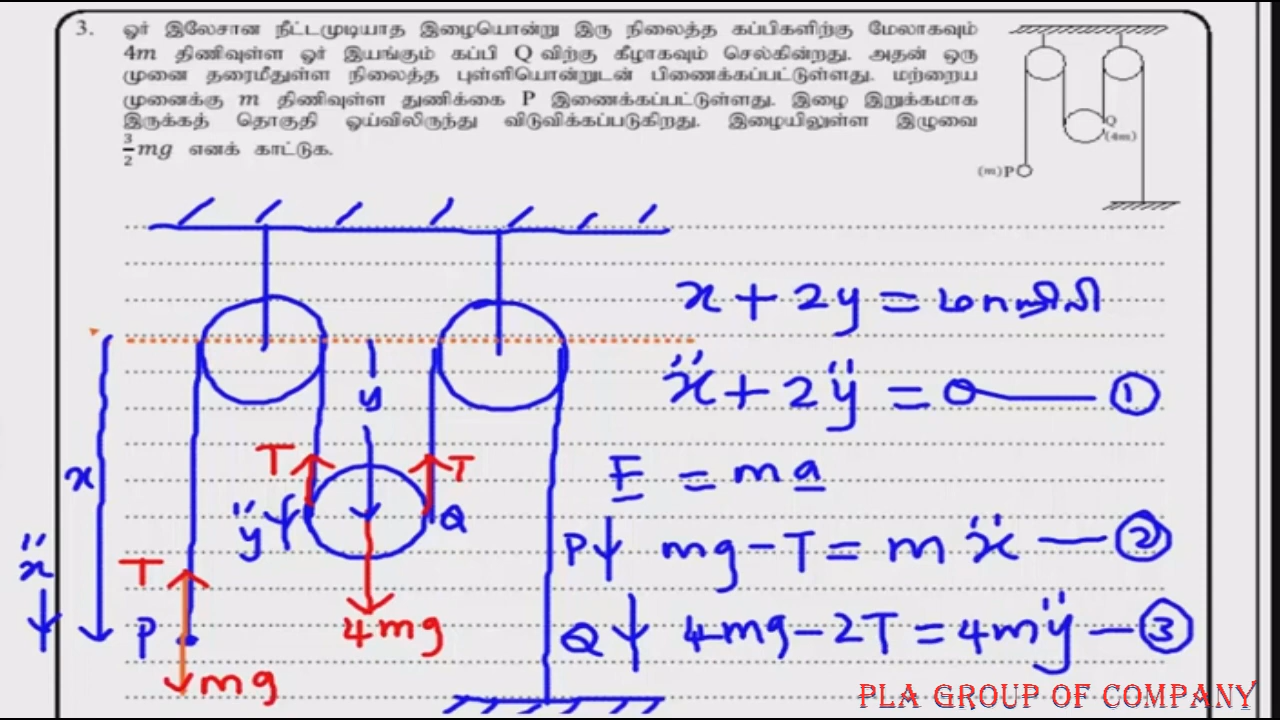 3. ஓர் இலேசான நீட்டமுடியாத இழையொன்று இரு நிலைத்த கப்பிகளிற்கு மேலாகவும்
4m திணிவுள்ள ஓர் இயங்கும் கப்பி Q விற்கு கீழாகவும் செல்கின்றது. அதன் ஒரு
முனை தரைமீதுள்ள நிலைத்த புள்ளியொன்றுடன் பிணைக்கப்பட்டுள்ளது. மற்றைய
முனைக்கு m திணிவுள்ள துணிக்கை P இணைக்கப்பட்டுள்ளது. இழை இறுக்கமாக
இருக்கத் தொகுதி ஓய்விலிருந்து விடுவிக்கப்படுகிறது. இழையிலுள்ள இழுவை
3/2 mg எனக் காட்டுக.
Q
(4m)
(m)P
x + 2y = மாறிலி
ẍ + 2ÿ = 0 — ①
F = ma
P↓ mg - T = mẍ — ②
Q↓ 4mg - 2T = 4mÿ — ③
y
x
T
T
ÿ
Q
ẍ
T
P
4mg
mg
PLA GROUP OF COMPANY